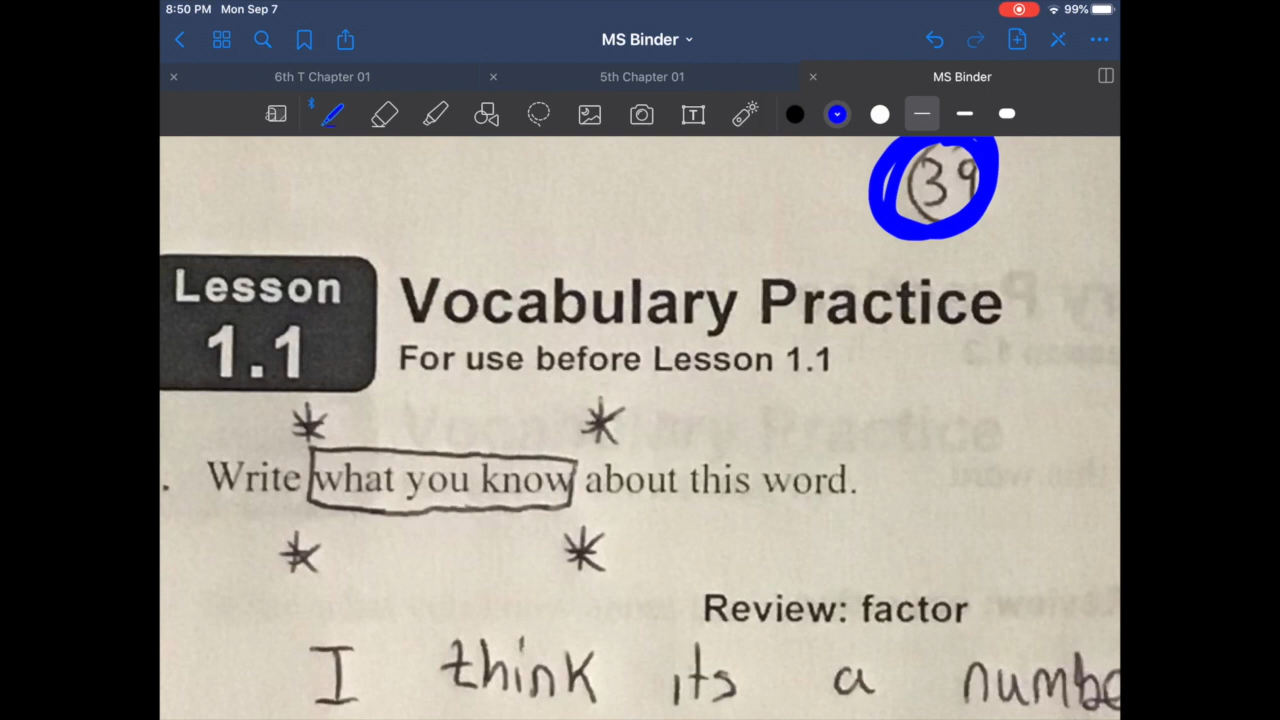 8:50 PM Mon Sep 7 99%
MS Binder
6th T Chapter 01 5th Chapter 01 MS Binder
T
39
Lesson
1.1
Vocabulary Practice
For use before Lesson 1.1
. Write what you know about this word.
Review: factor
I think its a numbe